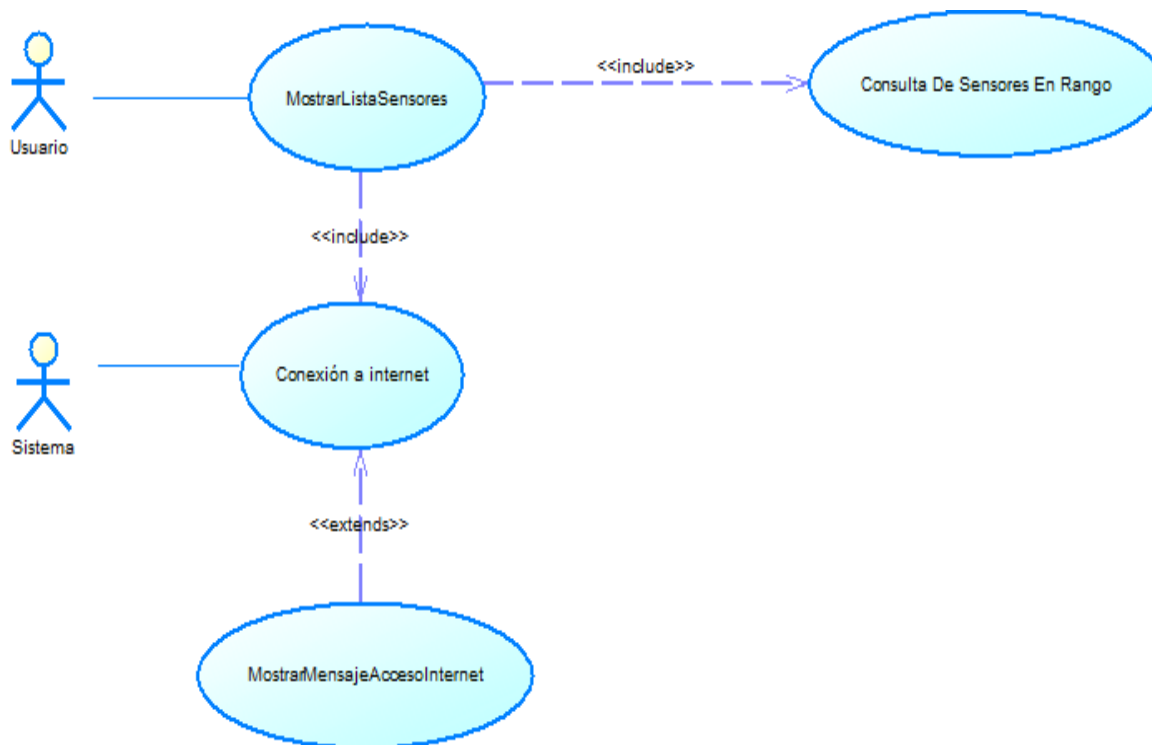 <<include>>
MostrarListaSensores
Consulta De Sensores En Rango
Usuario
<<include>>
Conexión a internet
Sistema
<<extends>>
MostrarMensajeAccesoInternet